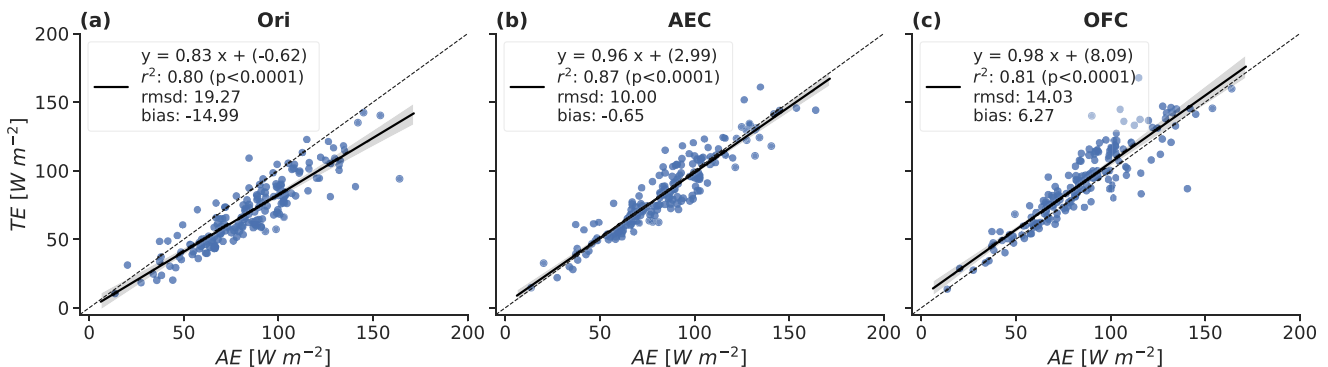 (a) Ori
y = 0.83 x + (-0.62)
r²: 0.80 (p<0.0001)
rmsd: 19.27
bias: -14.99
200
150
100
50
0
TE [W m⁻²]
0 50 100 150 200
AE [W m⁻²]
(b) AEC
y = 0.96 x + (2.99)
r²: 0.87 (p<0.0001)
rmsd: 10.00
bias: -0.65
0 50 100 150 200
AE [W m⁻²]
(c) OFC
y = 0.98 x + (8.09)
r²: 0.81 (p<0.0001)
rmsd: 14.03
bias: 6.27
0 50 100 150 200
AE [W m⁻²]